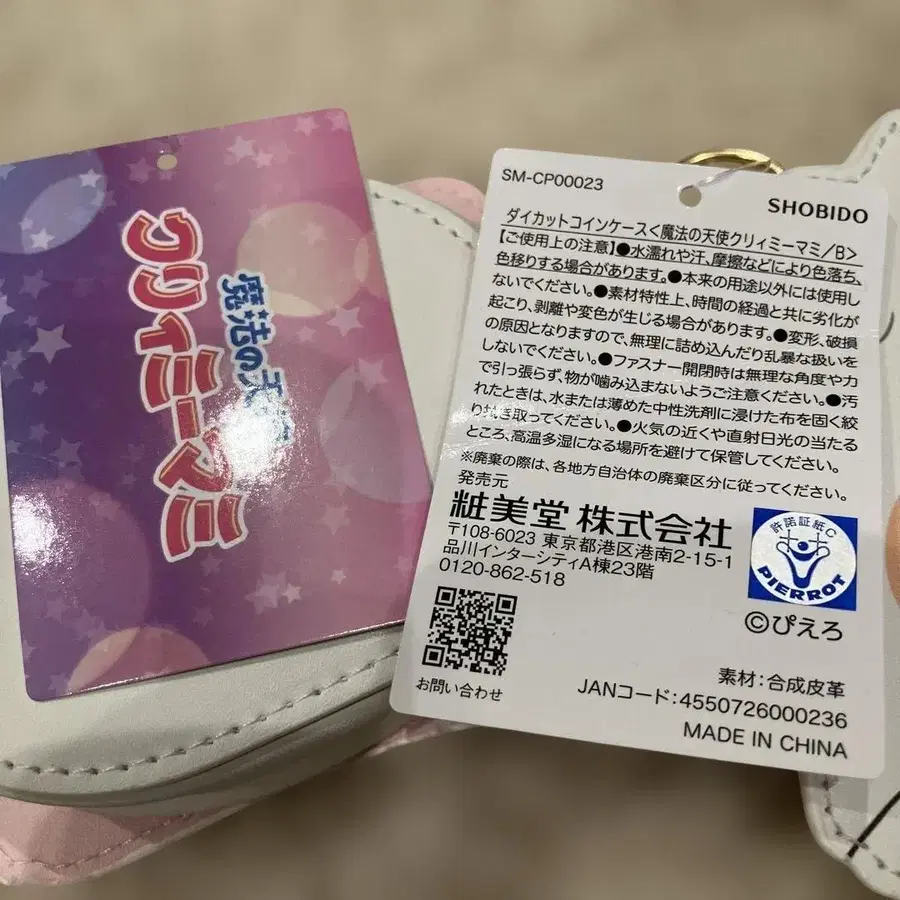 魔法の天
クリィミーマミ
SM-CP00023
SHOBIDO
ダイカットコインケース<魔法の天使クリィミーマミ/B>
【ご使用上の注意】●水濡れや汗、摩擦などにより色落ち、
色移りする場合があります。●本来の用途以外には使用し
ないでください。●素材特性上、時間の経過と共に劣化が
起こり、剥離や変色が生じる場合があります。●変形、破損
の原因となりますので、無理に詰め込んだり乱暴な扱いを
しないでください。●ファスナー開閉時は無理な角度や力
で引っ張らず、物が噛み込まないようご注意ください。●汚
れたときは、水または薄めた中性洗剤に浸けた布を固く絞
り拭き取ってください。●火気の近くや直射日光の当たる
ところ、高温多湿になる場所を避けて保管してください。
※廃棄の際は、各地方自治体の廃棄区分に従ってください。
発売元
粧美堂 株式会社
〒108-6023 東京都港区港南2-15-1
品川インターシティA棟23階
0120-862-518
お問い合わせ
許諾証紙C
PIERROT
©ぴえろ
素材:合成皮革
JANコード:4550726000236
MADE IN CHINA